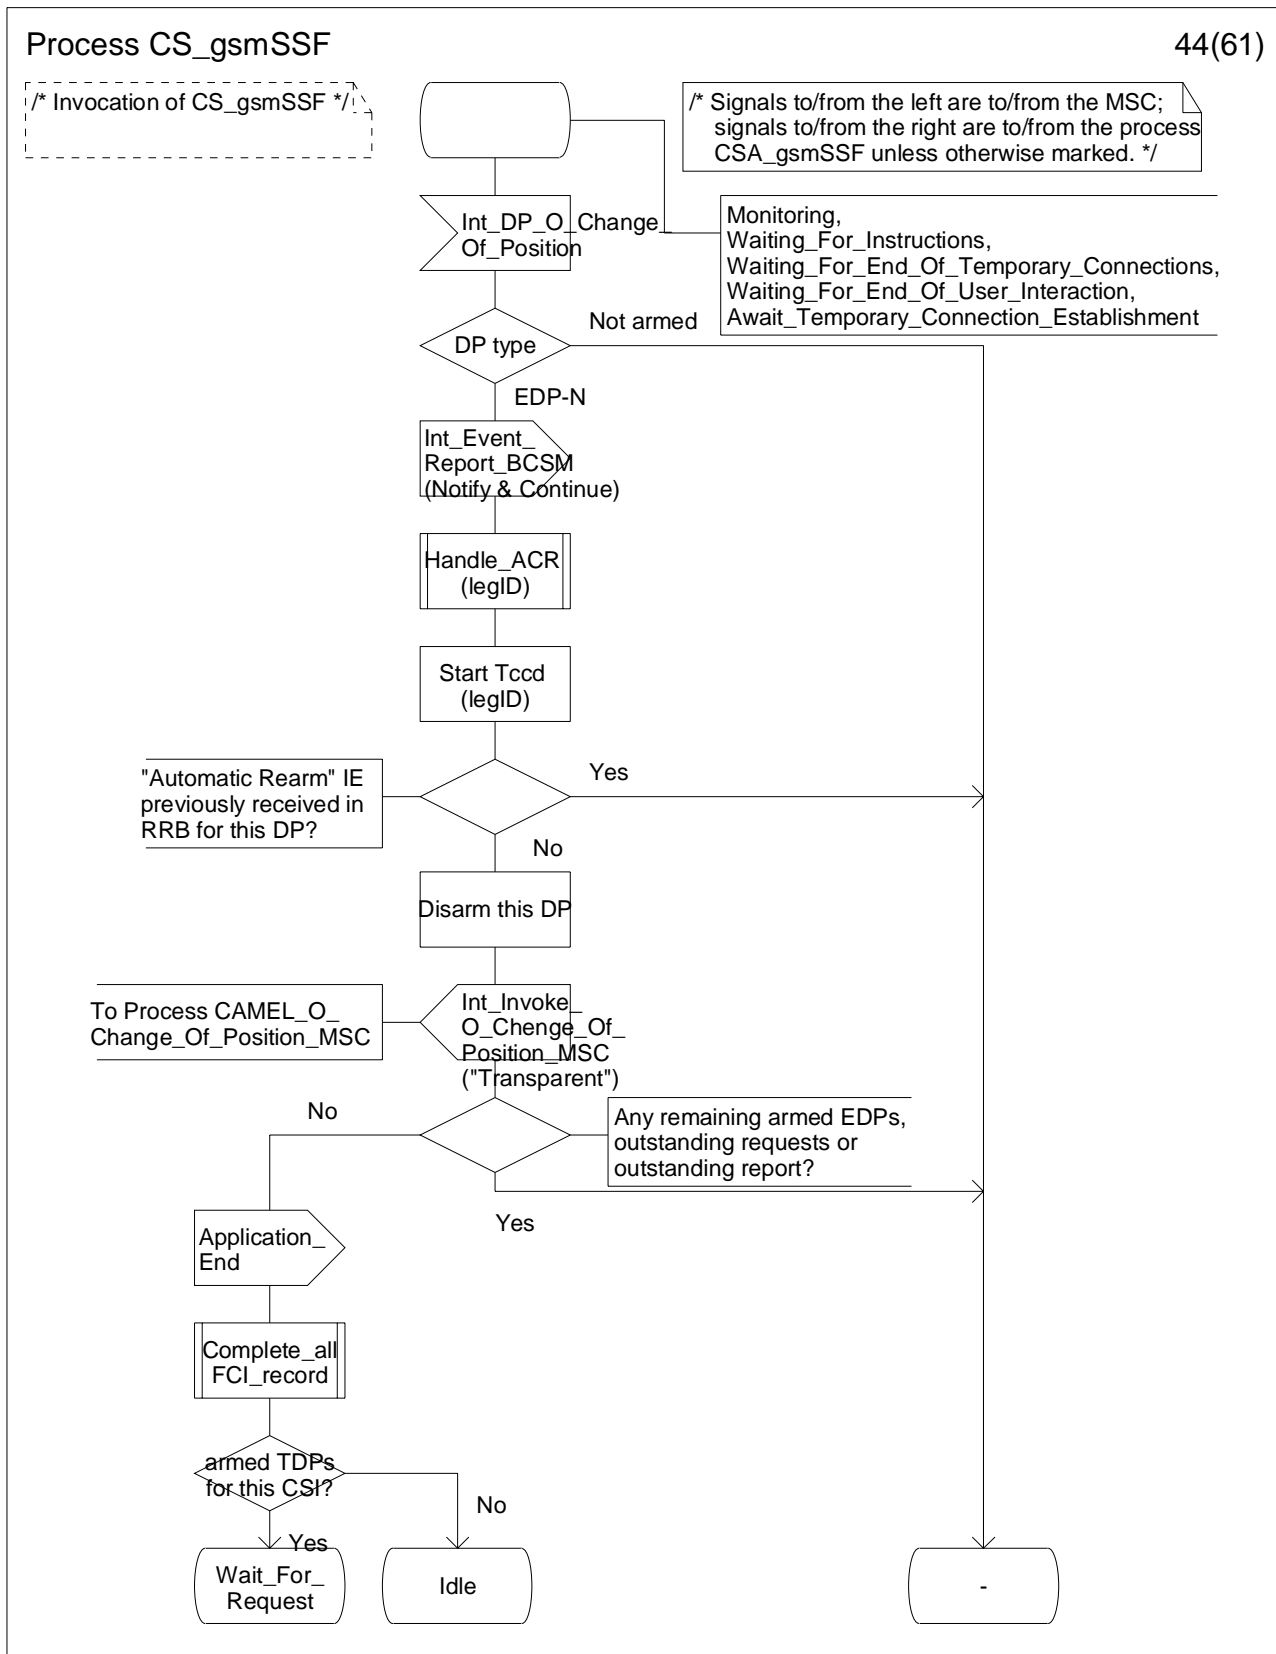 Process CS_gsmSSF
44(61)
/* Invocation of CS_gsmSSF */
/* Signals to/from the left are to/from the MSC;
signals to/from the right are to/from the process
CSA_gsmSSF unless otherwise marked. */
Int_DP_O_Change_
Of_Position
Monitoring,
Waiting_For_Instructions,
Waiting_For_End_Of_Temporary_Connections,
Waiting_For_End_Of_User_Interaction,
Await_Temporary_Connection_Establishment
DP type
Not armed
EDP-N
Int_Event_
Report_BCSM
(Notify & Continue)
Handle_ACR
(legID)
Start Tccd
(legID)
"Automatic Rearm" IE
previously received in
RRB for this DP?
Yes
No
Disarm this DP
To Process CAMEL_O_
Change_Of_Position_MSC
Int_Invoke_
O_Chenge_Of_
Position_MSC
("Transparent")
No
Any remaining armed EDPs,
outstanding requests or
outstanding report?
Yes
Application_
End
Complete_all
FCI_record
armed TDPs
for this CSI?
No
Yes
Wait_For_
Request
Idle
-